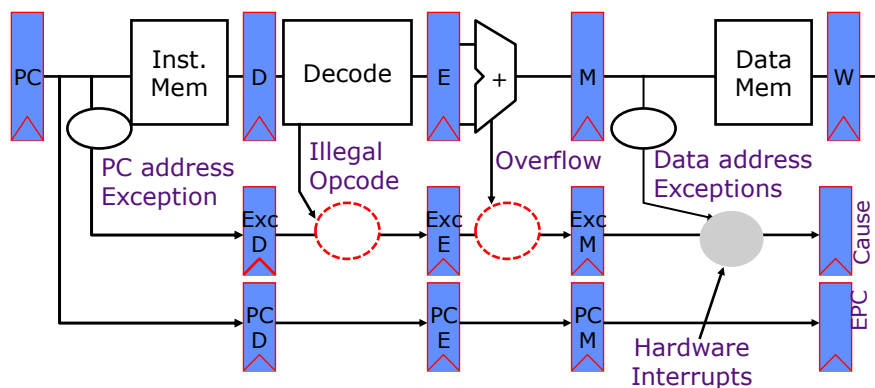 PC
Inst.
Mem
D
Decode
E
+
M
Data
Mem
W
PC address
Exception
Illegal
Opcode
Overflow
Data address
Exceptions
Exc
D
Exc
E
Exc
M
Cause
PC
D
PC
E
PC
M
EPC
Hardware
Interrupts